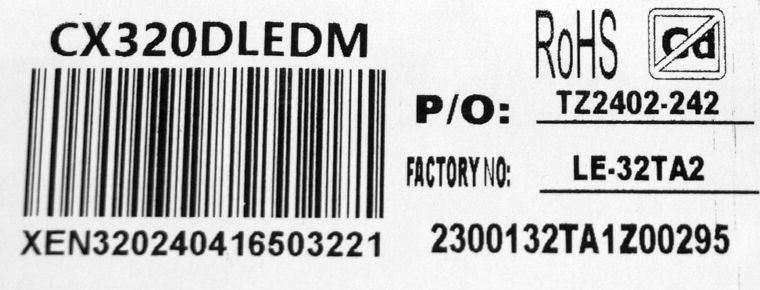 CX320DLEDM
XEN320240416503221
RoHS Cd
P/O: TZ2402-242
FACTORY NO: LE-32TA2
2300132TA1Z00295